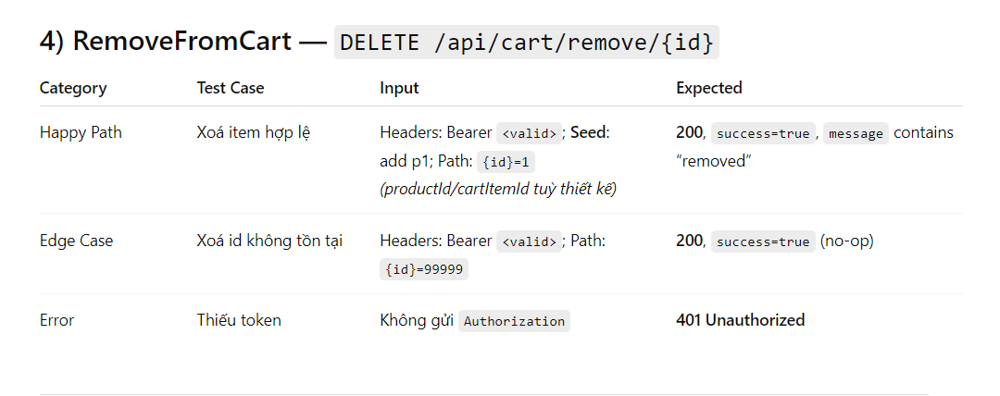 4) RemoveFromCart — DELETE /api/cart/remove/{id}
Category Test Case Input Expected
Happy Path Xoá item hợp lệ Headers: Bearer <valid>; Seed: 200, success=true, message contains
add p1; Path: {id}=1 “removed”
(productId/cartItemId tuỳ thiết kế)
Edge Case Xoá id không tồn tại Headers: Bearer <valid>; Path: 200, success=true (no-op)
{id}=99999
Error Thiếu token Không gửi Authorization 401 Unauthorized